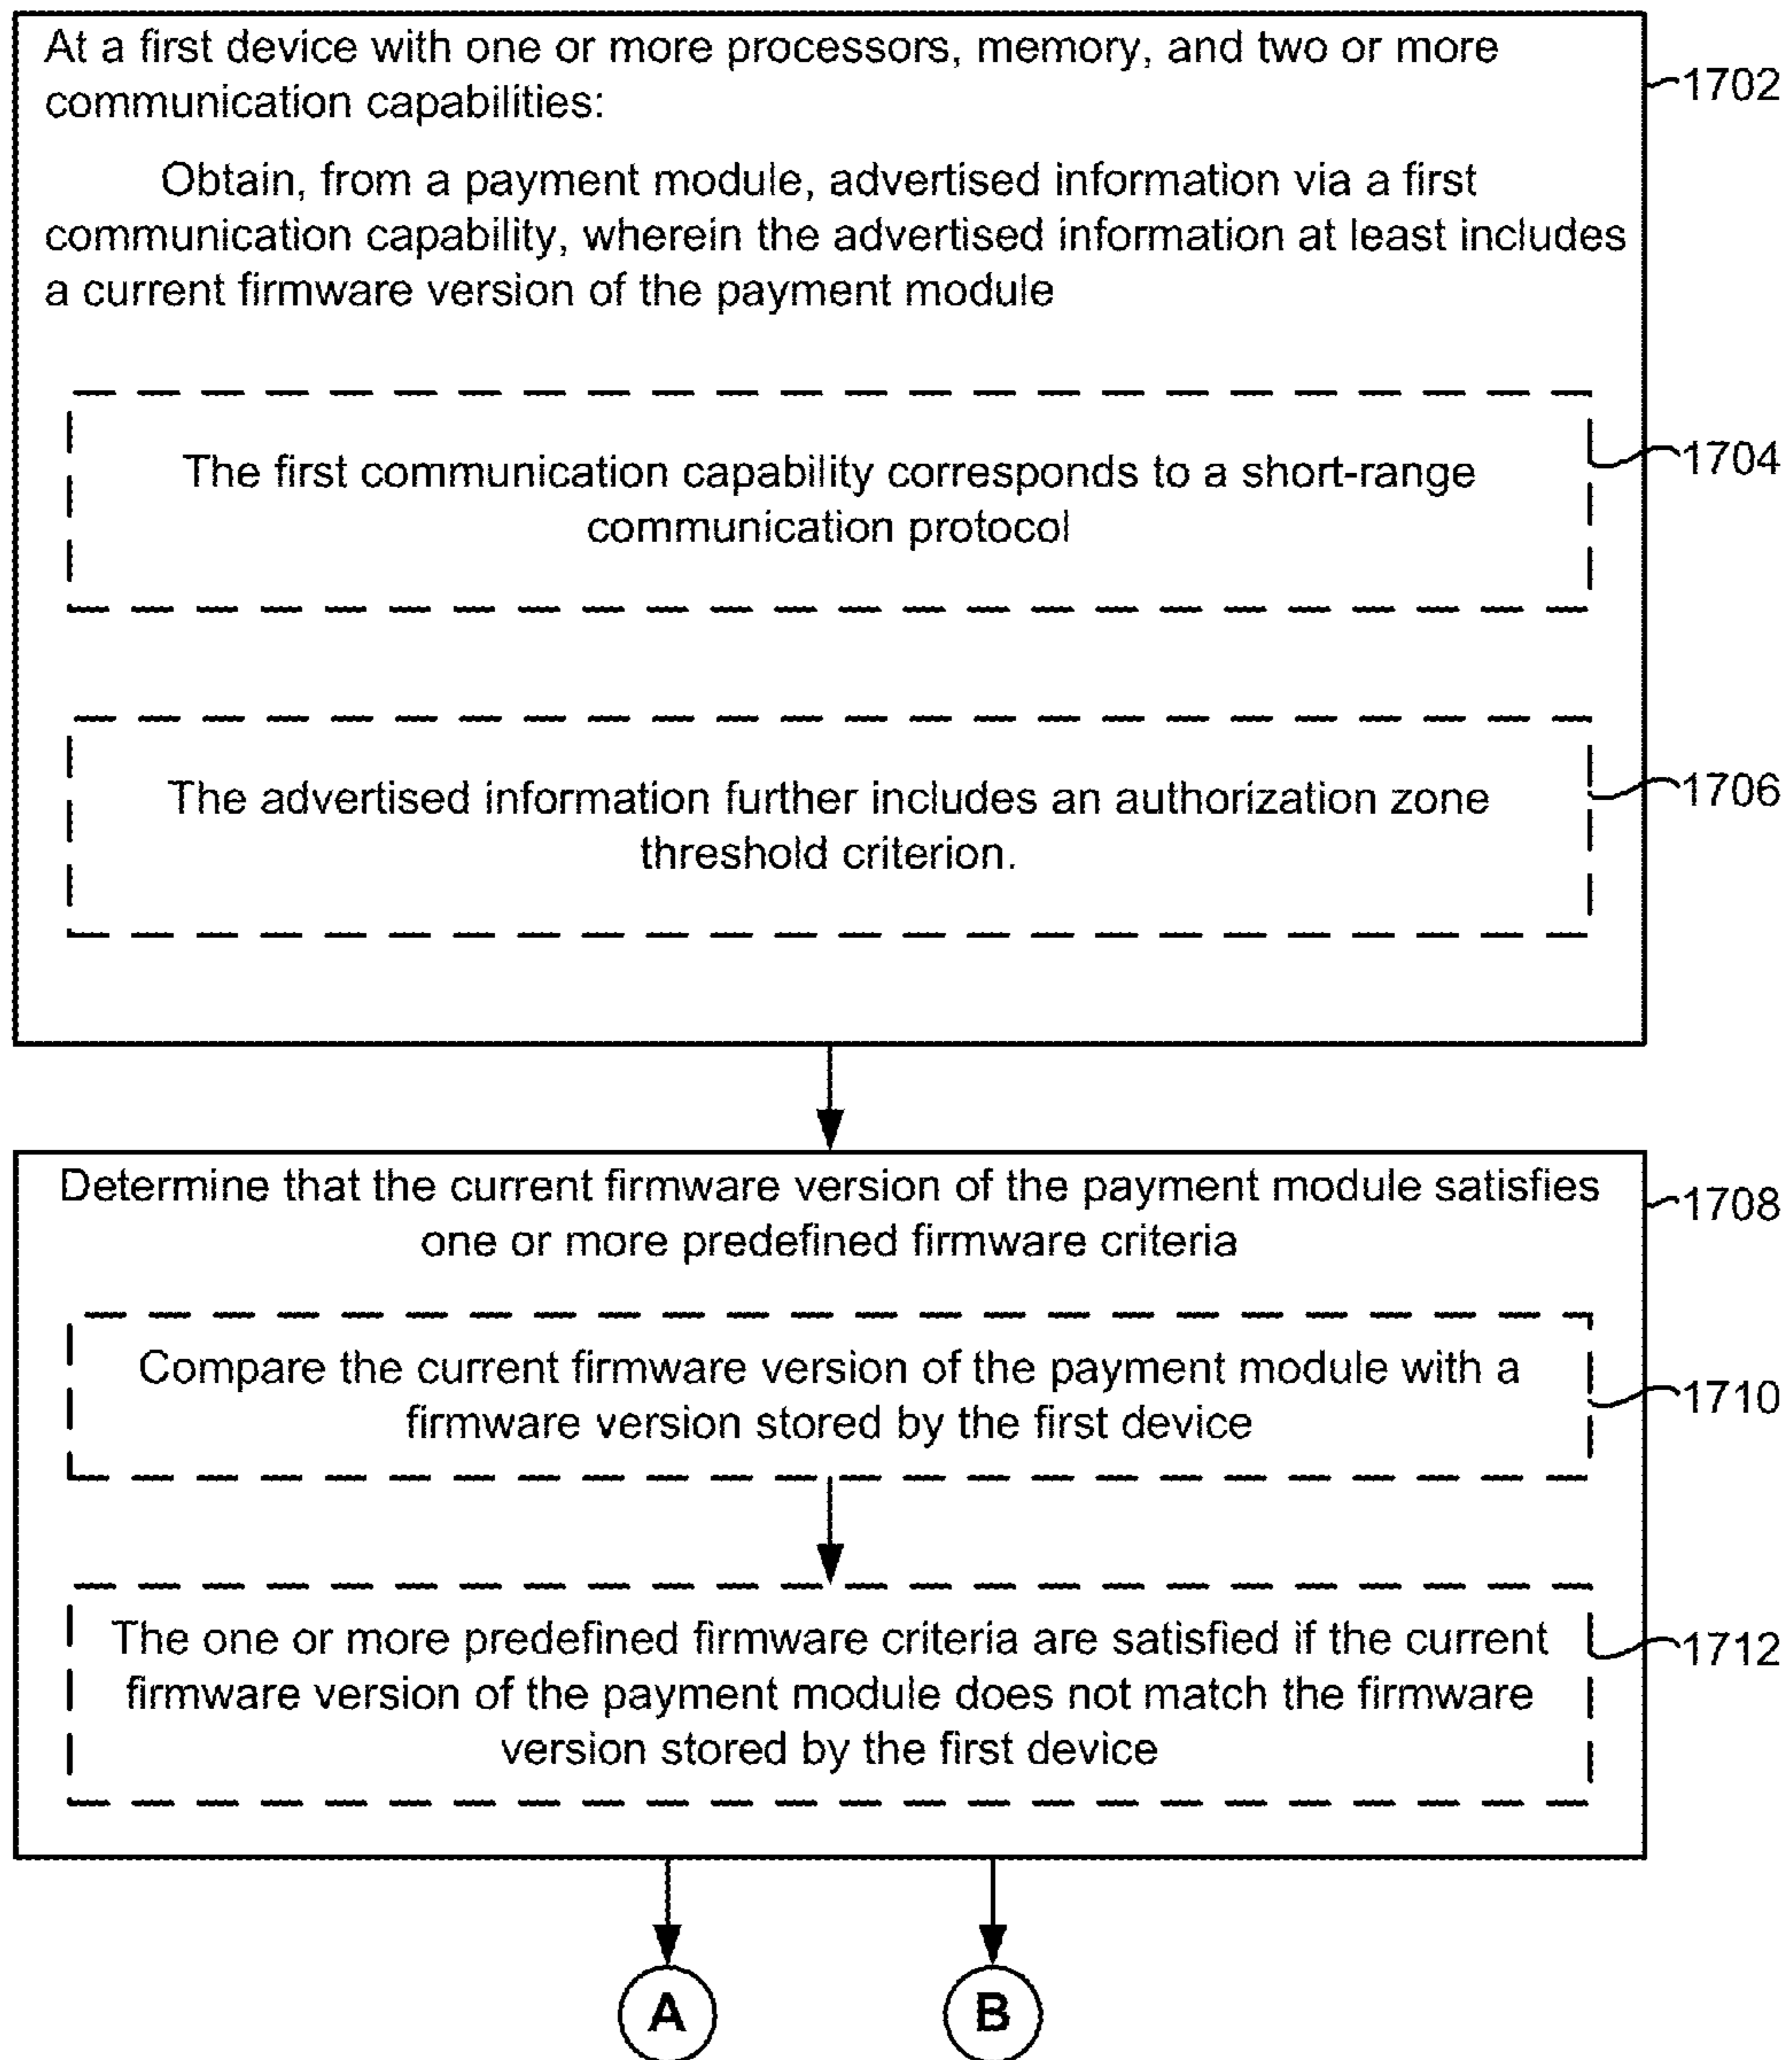 At a first device with one or more processors, memory, and two or more
communication capabilities:
1702
Obtain, from a payment module, advertised information via a first
communication capability, wherein the advertised information at least includes
a current firmware version of the payment module
The first communication capability corresponds to a short-range
communication protocol
1704
The advertised information further includes an authorization zone
threshold criterion.
1706
Determine that the current firmware version of the payment module satisfies
one or more predefined firmware criteria
1708
Compare the current firmware version of the payment module with a
firmware version stored by the first device
1710
The one or more predefined firmware criteria are satisfied if the current
firmware version of the payment module does not match the firmware
version stored by the first device
1712
A
B